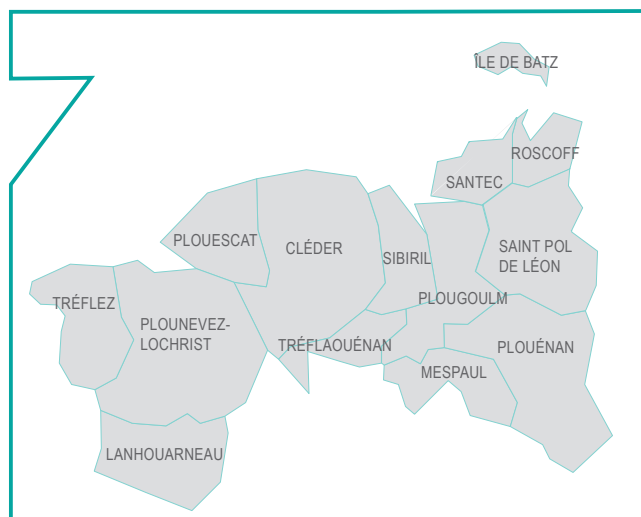 ÎLE DE BATZ
ROSCOFF
SANTEC
PLOUESCAT
CLÉDER
SIBIRIL
SAINT POL
DE LÉON
TRÉFLEZ
PLOUNEVEZ-
LOCHRIST
PLOUGOULM
TRÉFLAOUÉNAN
PLOUÉNAN
MESPAUL
LANHOUARNEAU